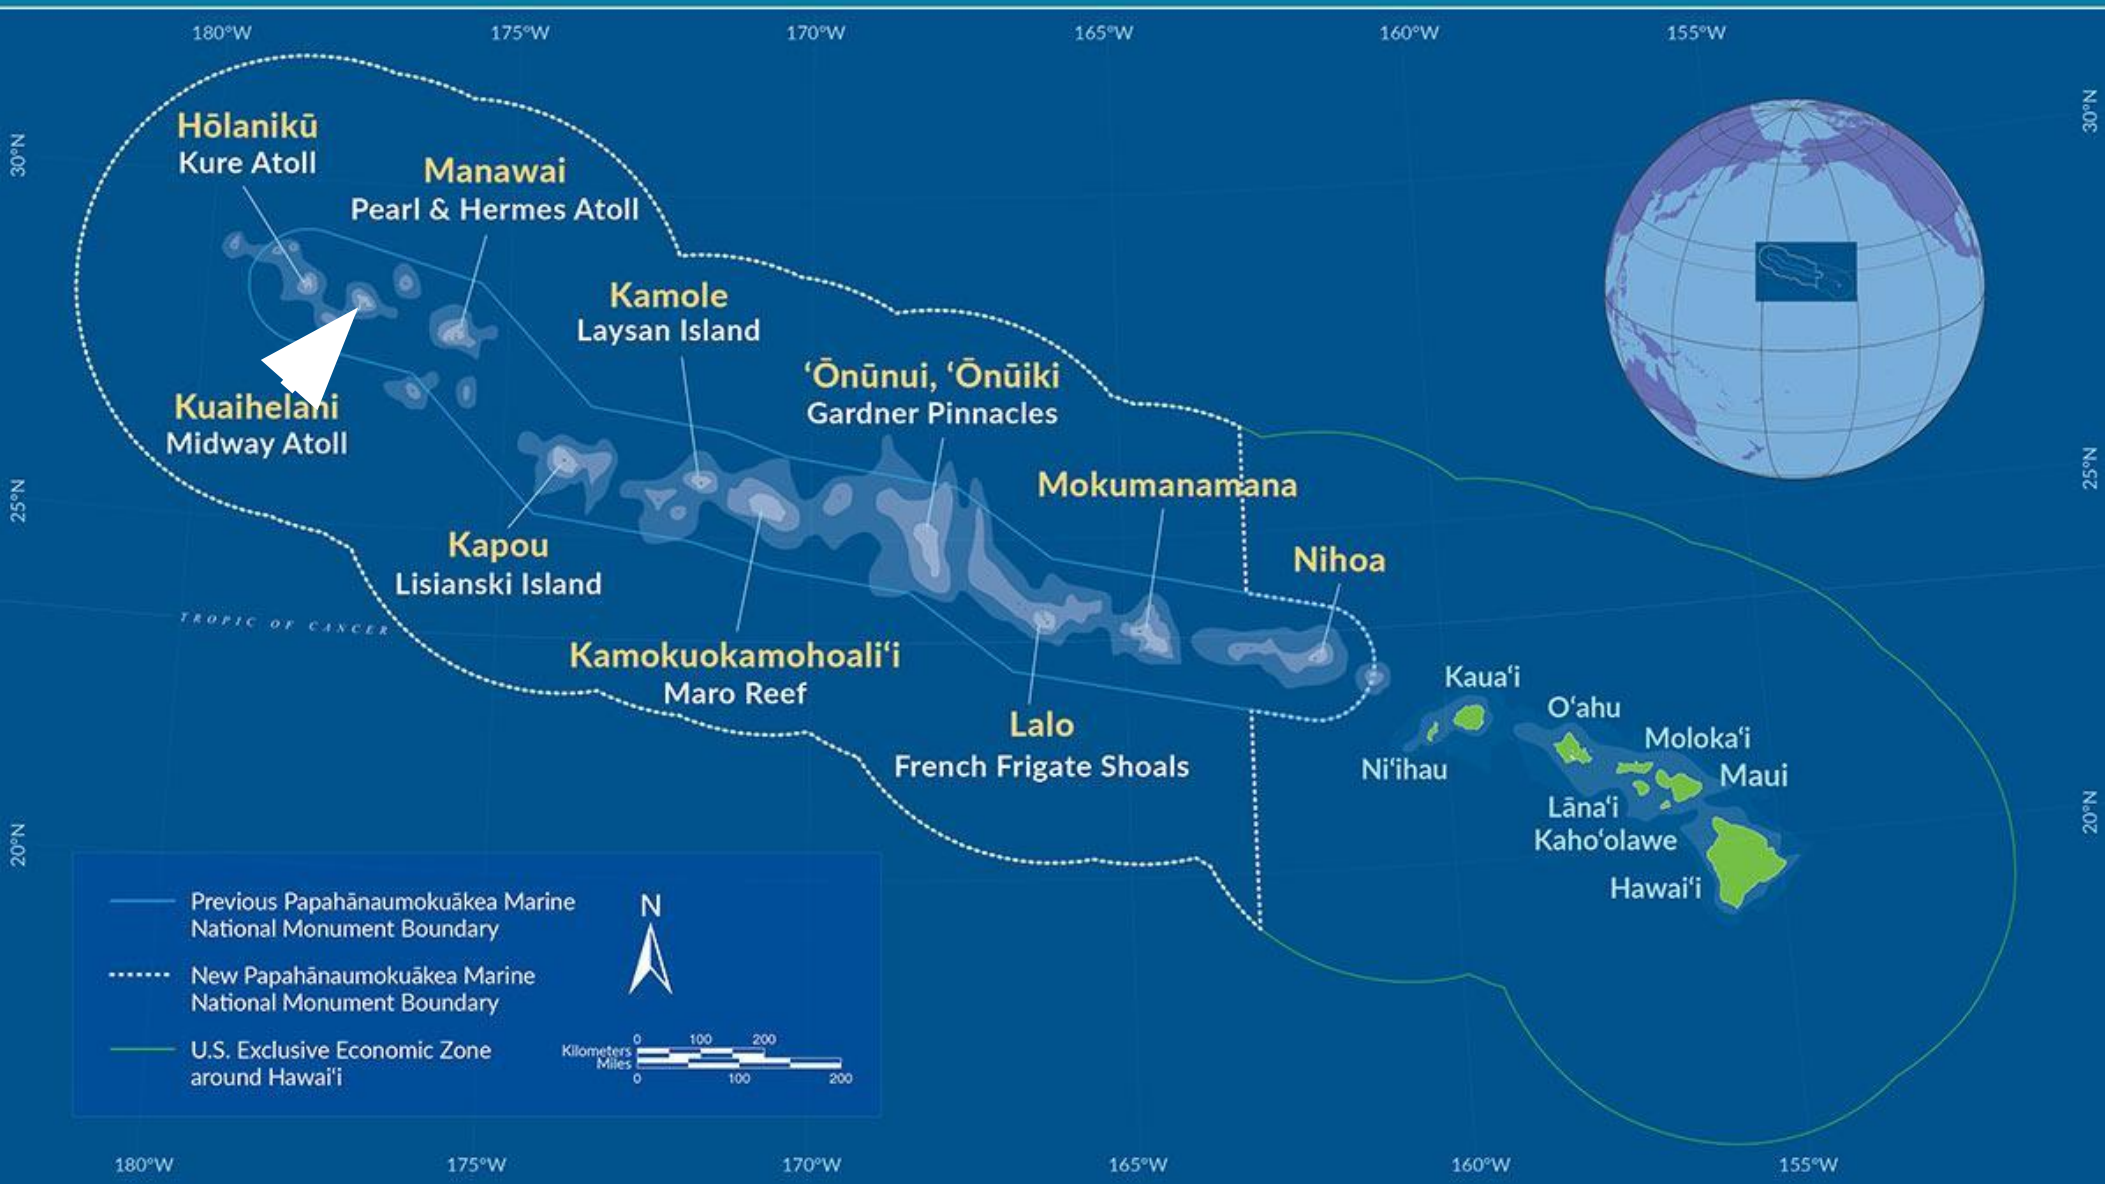 180°W 175°W 170°W 165°W 160°W 155°W
30°N
30°N
Hōlanikū
Kure Atoll
Manawai
Pearl & Hermes Atoll
Kamole
Laysan Island
ʻŌnūnui, ʻŌnūiki
Gardner Pinnacles
Kuaihelani
Midway Atoll
25°N
25°N
Mokumanamana
Kapou
Lisianski Island
Nihoa
TROPIC OF CANCER
Kamokuokamohoaliʻi
Maro Reef
Lalo
French Frigate Shoals
Kauaʻi
Oʻahu
Molokaʻi
Niʻihau
Maui
Lānaʻi
Kahoʻolawe
Hawaiʻi
20°N
20°N
Previous Papahānaumokuākea Marine
National Monument Boundary
New Papahānaumokuākea Marine
National Monument Boundary
U.S. Exclusive Economic Zone
around Hawaiʻi
N
0 100 200
Kilometers
Miles
0 100 200
180°W 175°W 170°W 165°W 160°W 155°W